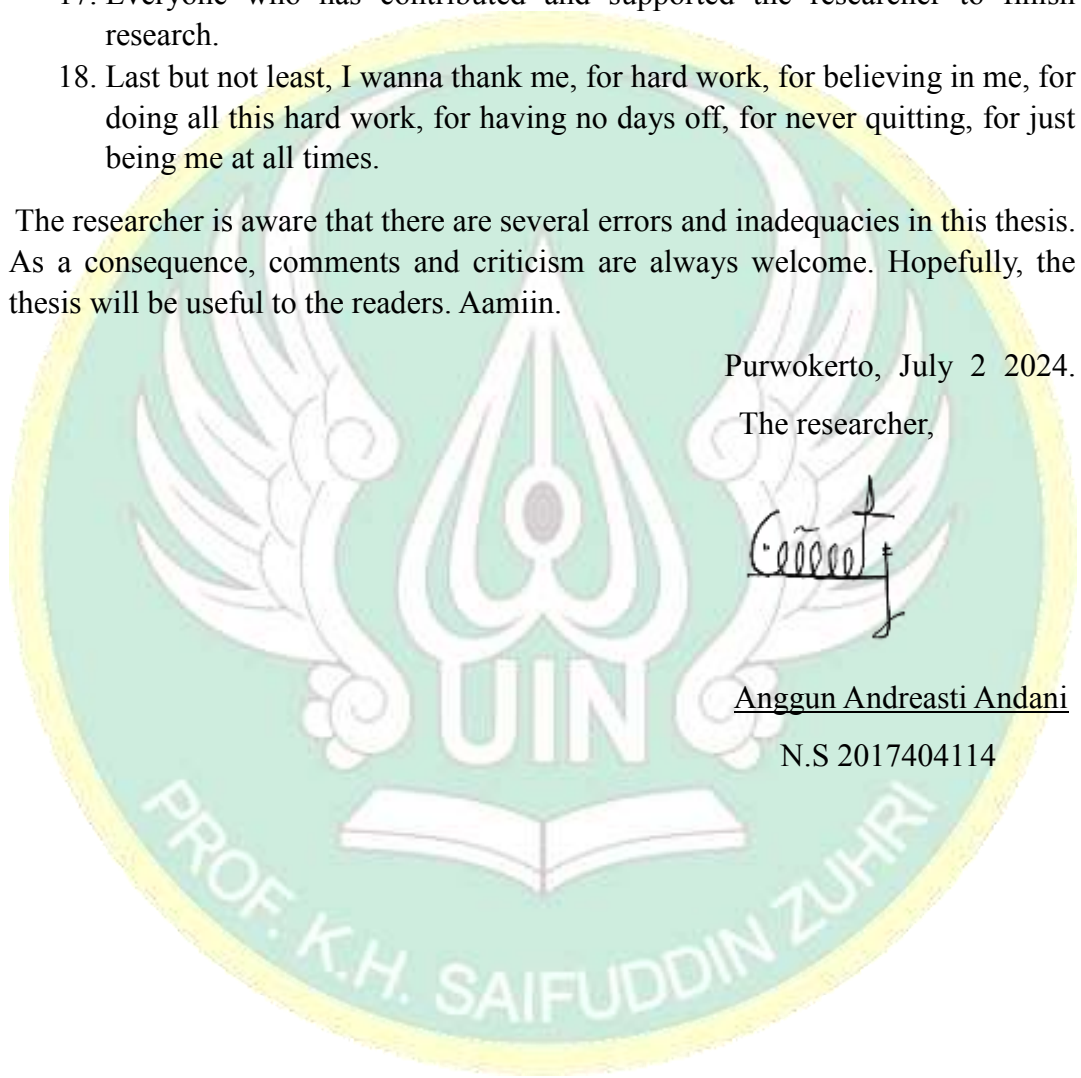 17. Everyone who has contributed and supported the researcher to finish
research.
18. Last but not least, I wanna thank me, for hard work, for believing in me, for
doing all this hard work, for having no days off, for never quitting, for just
being me at all times.
The researcher is aware that there are several errors and inadequacies in this thesis.
As a consequence, comments and criticism are always welcome. Hopefully, the
thesis will be useful to the readers. Aamiin.
Purwokerto, July 2 2024.
The researcher,
Anggun Andreasti Andani
N.S 2017404114
UIN
PROF. K.H. SAIFUDDIN ZUHRI